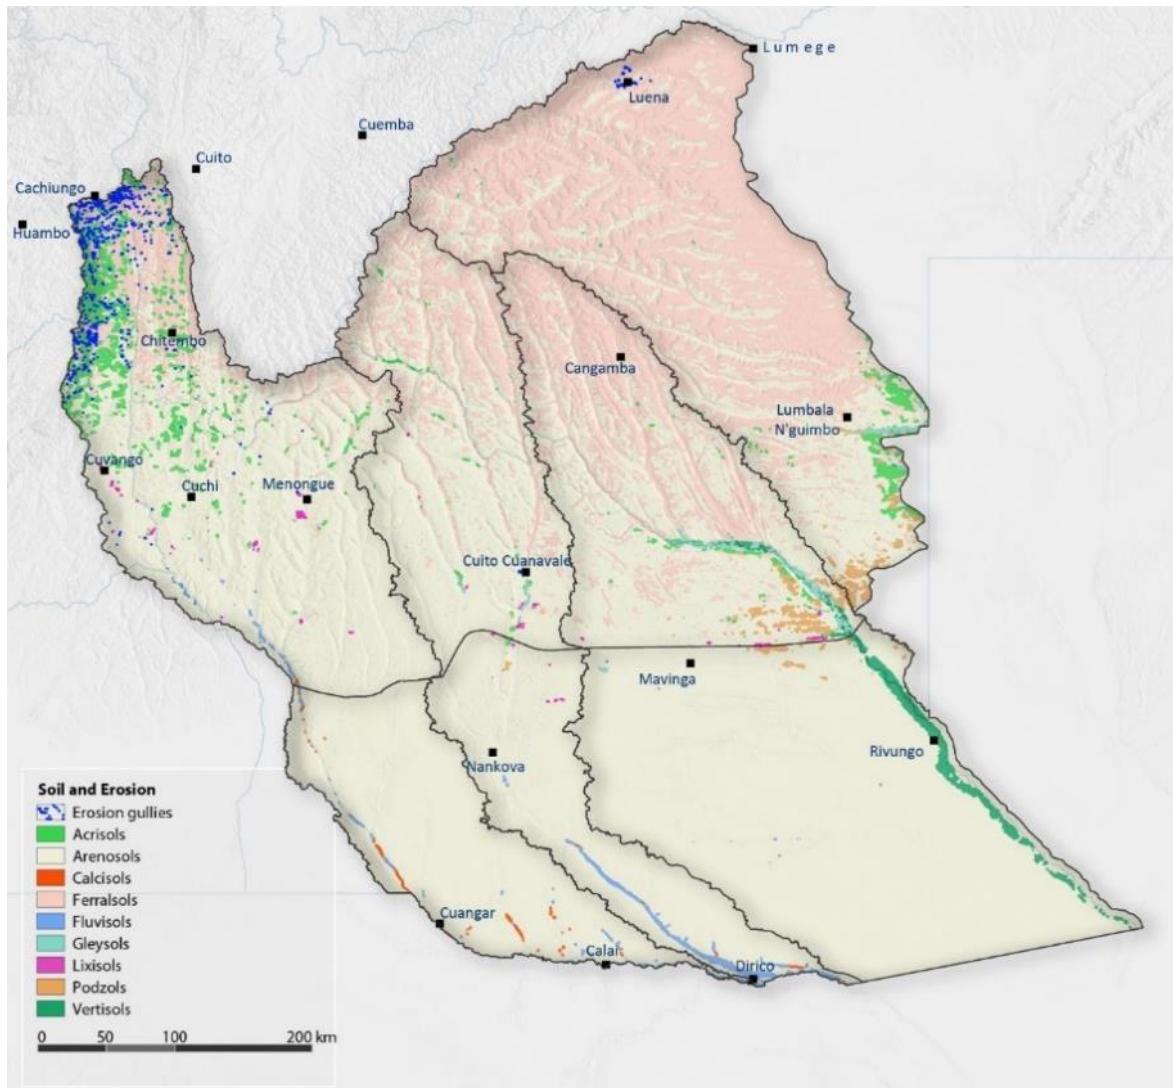 Lumege
Luena
Cuemba
Cuito
Cachiungo
Huambo
Chitembo
Cangamba
Lumbala
N'guimbo
Cuvango
Cuchi
Menongue
Cuito Cuanavale
Mavinga
Rivungo
Nankova
Cuangar
Calai
Dirico
Soil and Erosion
Erosion gullies
Acrisols
Arenosols
Calcisols
Ferralsols
Fluvisols
Gleysols
Lixisols
Podzols
Vertisols
0 50 100 200 km